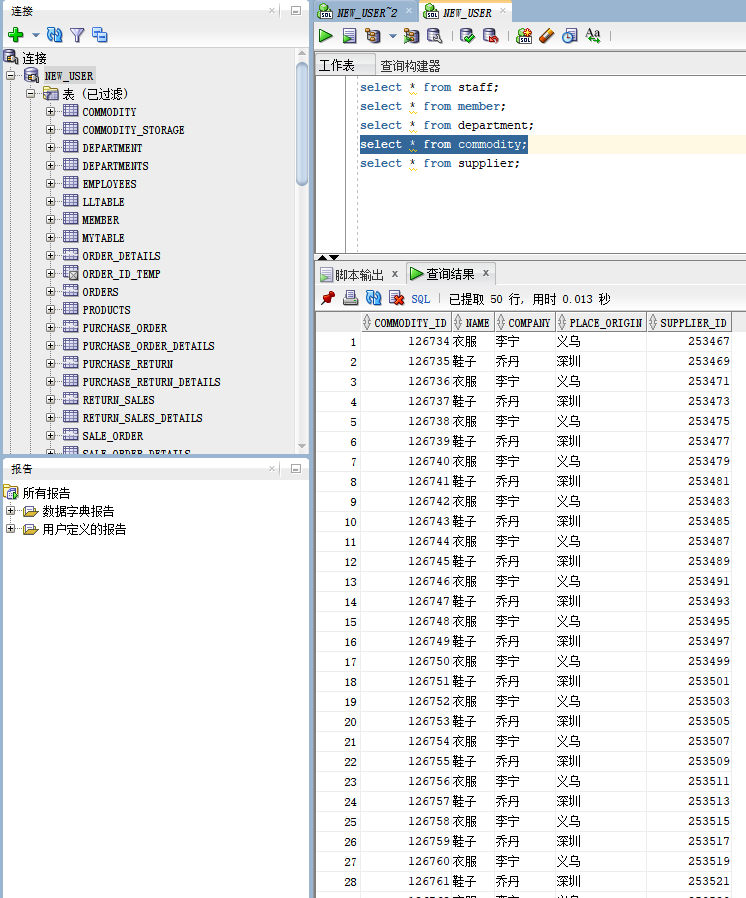 连接
连接
NEW_USER
表 (已过滤)
COMMODITY
COMMODITY_STORAGE
DEPARTMENT
DEPARTMENTS
EMPLOYEES
LLTABLE
MEMBER
MYTABLE
ORDER_DETAILS
ORDER_ID_TEMP
ORDERS
PRODUCTS
PURCHASE_ORDER
PURCHASE_ORDER_DETAILS
PURCHASE_RETURN
PURCHASE_RETURN_DETAILS
RETURN_SALES
RETURN_SALES_DETAILS
SALE_ORDER
SALE_ORDER_DETAILS
报告
所有报告
数据字典报告
用户定义的报告
NEW_USER~2 NEW_USER
工作表 查询构建器
select * from staff;
select * from member;
select * from department;
select * from commodity;
select * from supplier;
脚本输出 x 查询结果 x
SQL | 已提取 50 行, 用时 0.013 秒
COMMODITY_ID NAME COMPANY PLACE_ORIGIN SUPPLIER_ID
1 126734 衣服 李宁 义乌 253467
2 126735 鞋子 乔丹 深圳 253469
3 126736 衣服 李宁 义乌 253471
4 126737 鞋子 乔丹 深圳 253473
5 126738 衣服 李宁 义乌 253475
6 126739 鞋子 乔丹 深圳 253477
7 126740 衣服 李宁 义乌 253479
8 126741 鞋子 乔丹 深圳 253481
9 126742 衣服 李宁 义乌 253483
10 126743 鞋子 乔丹 深圳 253485
11 126744 衣服 李宁 义乌 253487
12 126745 鞋子 乔丹 深圳 253489
13 126746 衣服 李宁 义乌 253491
14 126747 鞋子 乔丹 深圳 253493
15 126748 衣服 李宁 义乌 253495
16 126749 鞋子 乔丹 深圳 253497
17 126750 衣服 李宁 义乌 253499
18 126751 鞋子 乔丹 深圳 253501
19 126752 衣服 李宁 义乌 253503
20 126753 鞋子 乔丹 深圳 253505
21 126754 衣服 李宁 义乌 253507
22 126755 鞋子 乔丹 深圳 253509
23 126756 衣服 李宁 义乌 253511
24 126757 鞋子 乔丹 深圳 253513
25 126758 衣服 李宁 义乌 253515
26 126759 鞋子 乔丹 深圳 253517
27 126760 衣服 李宁 义乌 253519
28 126761 鞋子 乔丹 深圳 253521